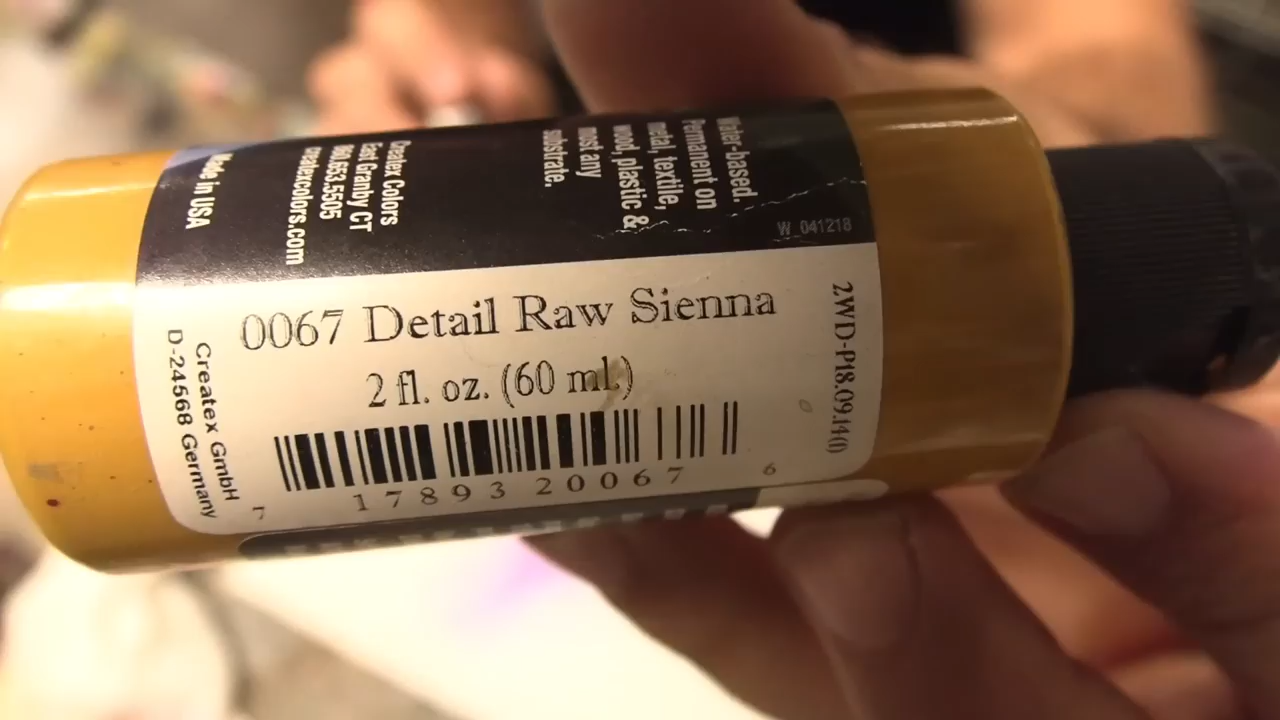 Water-based.
Permanent on
metal, textile,
wood, plastic &
most any
substrate.
W 041218
Createx Colors
East Granby CT
860.653.5505
createxcolors.com
Made in USA
0067 Detail Raw Sienna
2 fl. oz. (60 ml.)
7 17893 20067 6
2WD-P18.09.14(1)
Createx GmbH
D-24568 Germany